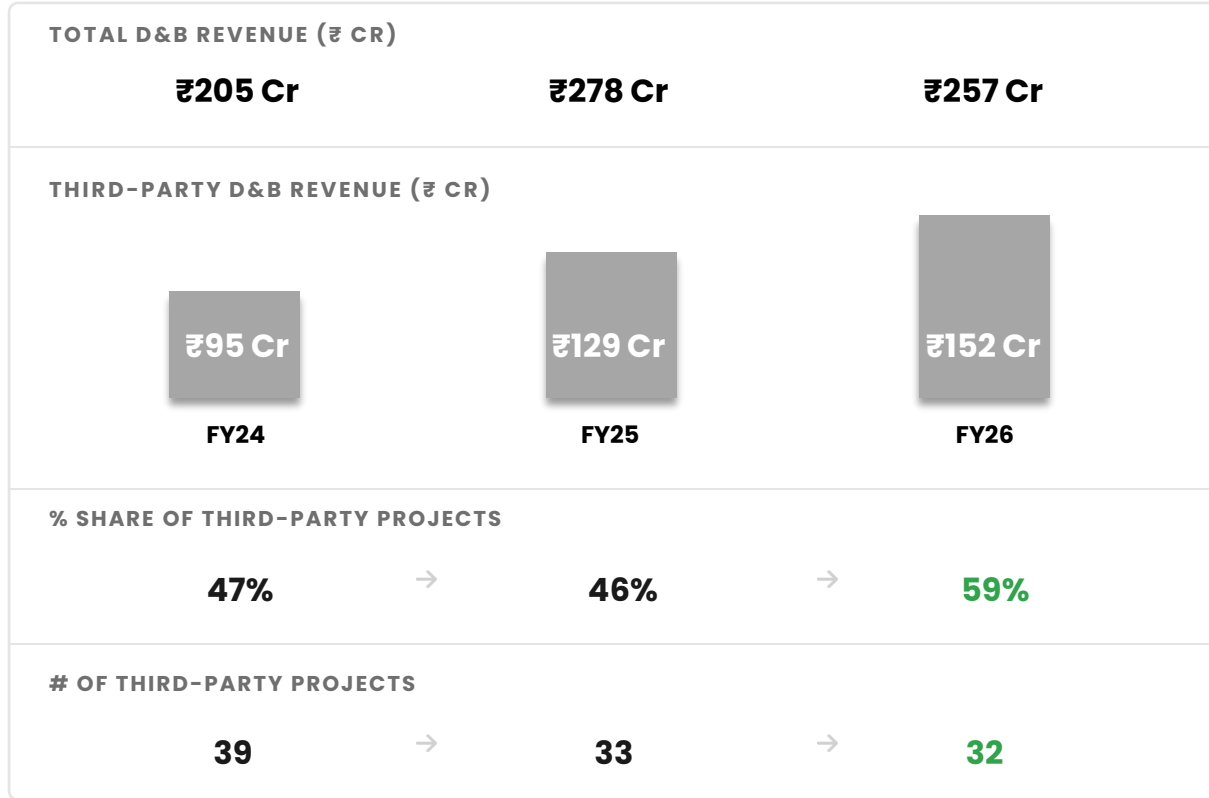 TOTAL D&B REVENUE (₹ CR)
₹205 Cr ₹278 Cr ₹257 Cr
THIRD-PARTY D&B REVENUE (₹ CR)
₹95 Cr ₹129 Cr ₹152 Cr
FY24 FY25 FY26
% SHARE OF THIRD-PARTY PROJECTS
47% → 46% → 59%
# OF THIRD-PARTY PROJECTS
39 → 33 → 32